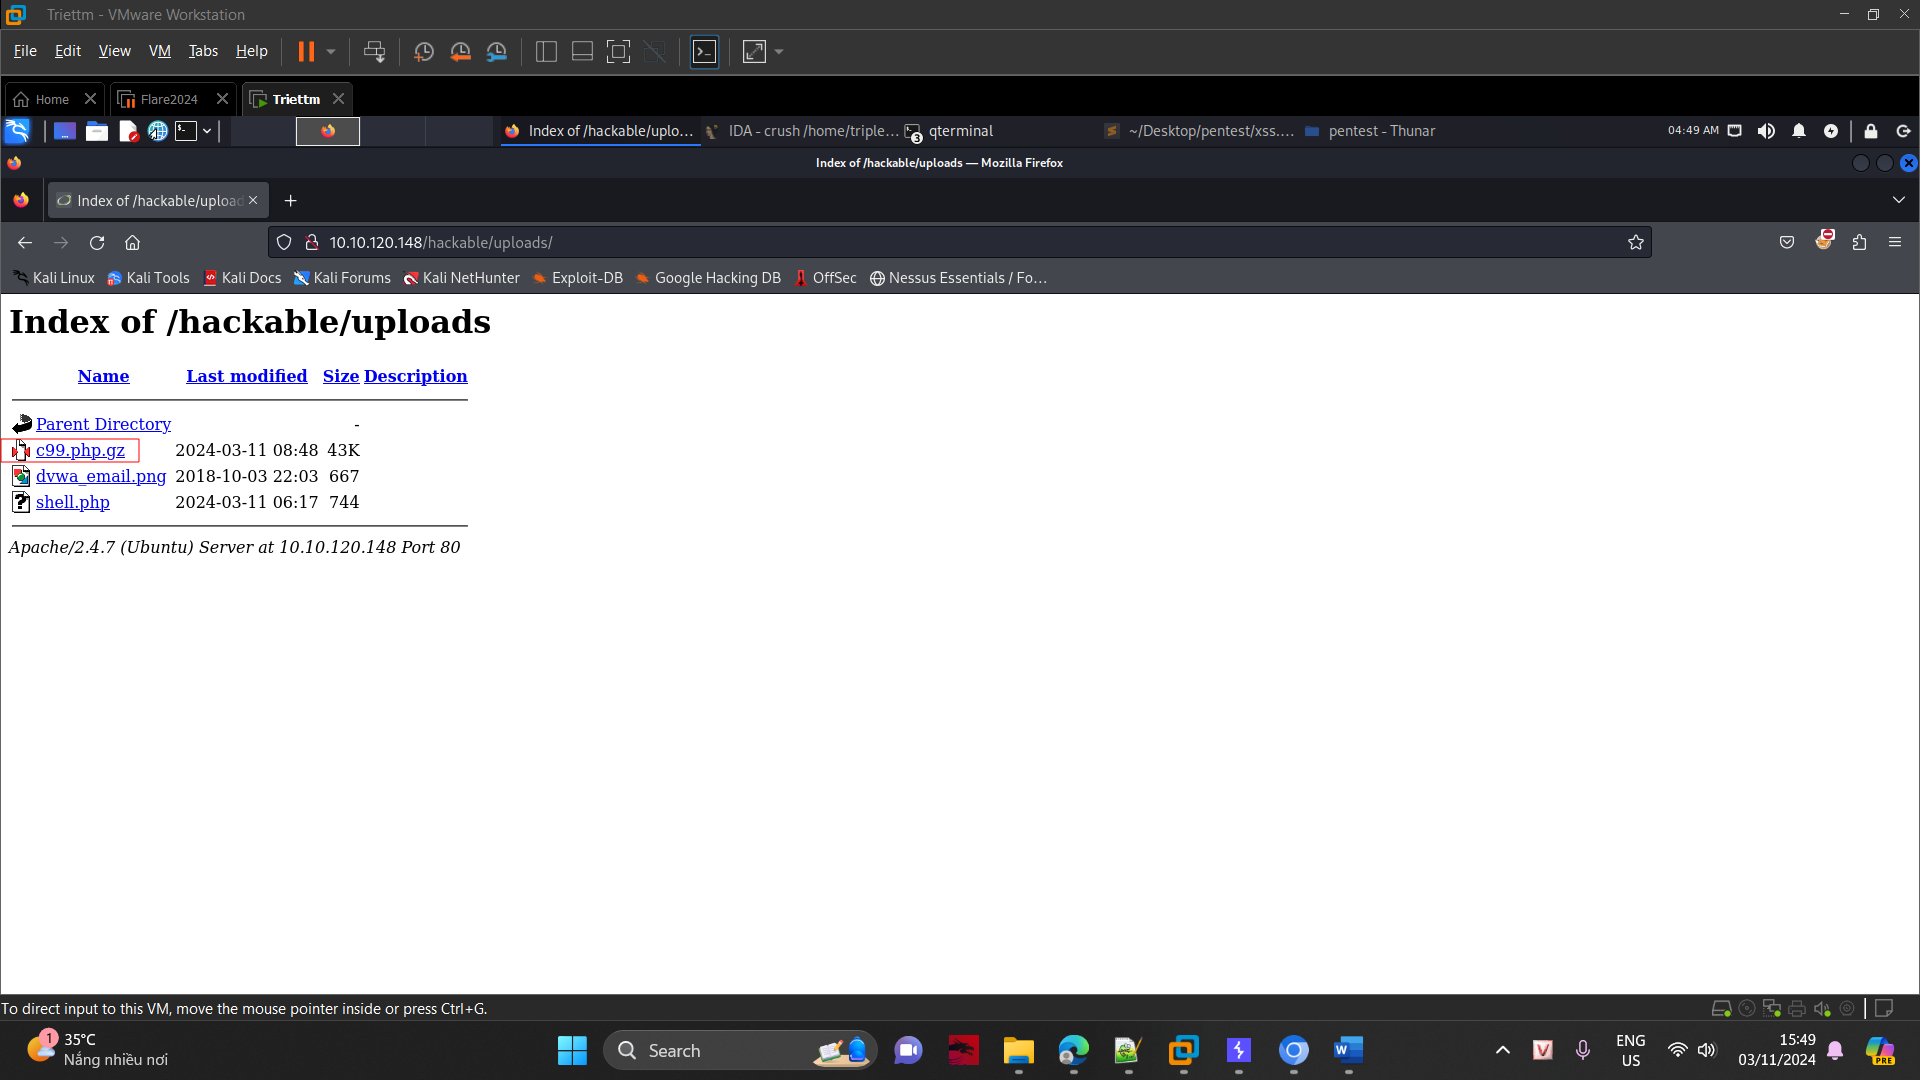 Triettm - VMware Workstation
File Edit View VM Tabs Help
Home Flare2024 Triettm
Index of /hackable/uplo... IDA - crush /home/triple... 3 qterminal ~/Desktop/pentest/xss.... pentest - Thunar 04:49 AM
Index of /hackable/uploads — Mozilla Firefox
Index of /hackable/upload
10.10.120.148/hackable/uploads/
Kali Linux Kali Tools Kali Docs Kali Forums Kali NetHunter Exploit-DB Google Hacking DB OffSec Nessus Essentials / Fo...
Index of /hackable/uploads
Name Last modified Size Description
Parent Directory -
c99.php.gz 2024-03-11 08:48 43K
dvwa_email.png 2018-10-03 22:03 667
shell.php 2024-03-11 06:17 744
Apache/2.4.7 (Ubuntu) Server at 10.10.120.148 Port 80
To direct input to this VM, move the mouse pointer inside or press Ctrl+G.
1 35°C
Nắng nhiều nơi
Search
ENG
US
15:49
03/11/2024
PRE